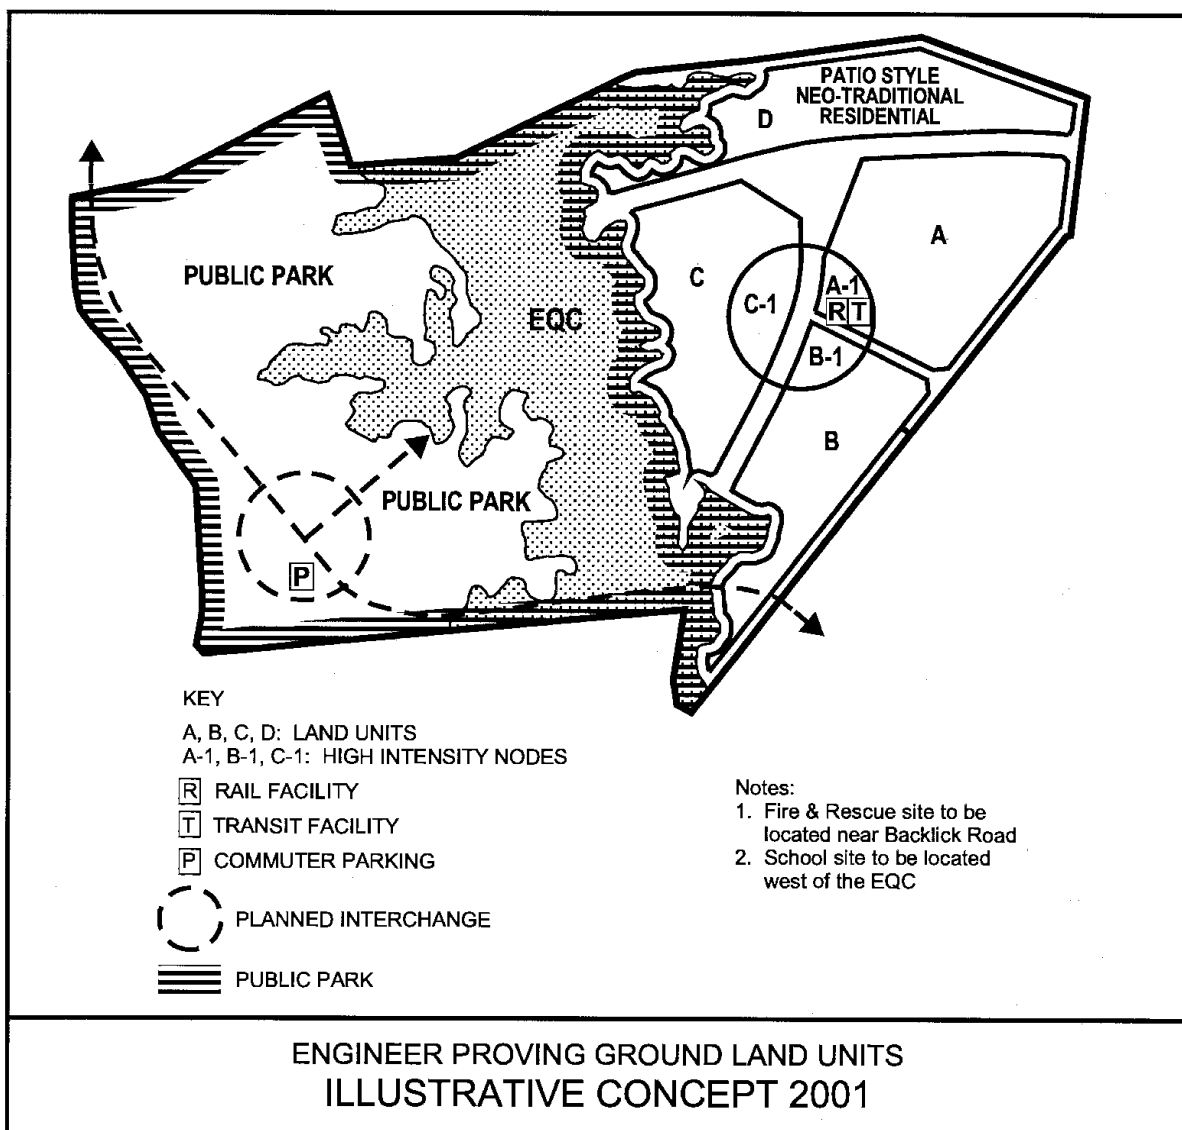 PATIO STYLE
NEO-TRADITIONAL
RESIDENTIAL
D
A
PUBLIC PARK
C
A-1
C-1
R T
EQC
B-1
B
PUBLIC PARK
P
KEY
A, B, C, D: LAND UNITS
A-1, B-1, C-1: HIGH INTENSITY NODES
R RAIL FACILITY
T TRANSIT FACILITY
P COMMUTER PARKING
PLANNED INTERCHANGE
PUBLIC PARK
Notes:
1. Fire & Rescue site to be
located near Backlick Road
2. School site to be located
west of the EQC
ENGINEER PROVING GROUND LAND UNITS
ILLUSTRATIVE CONCEPT 2001